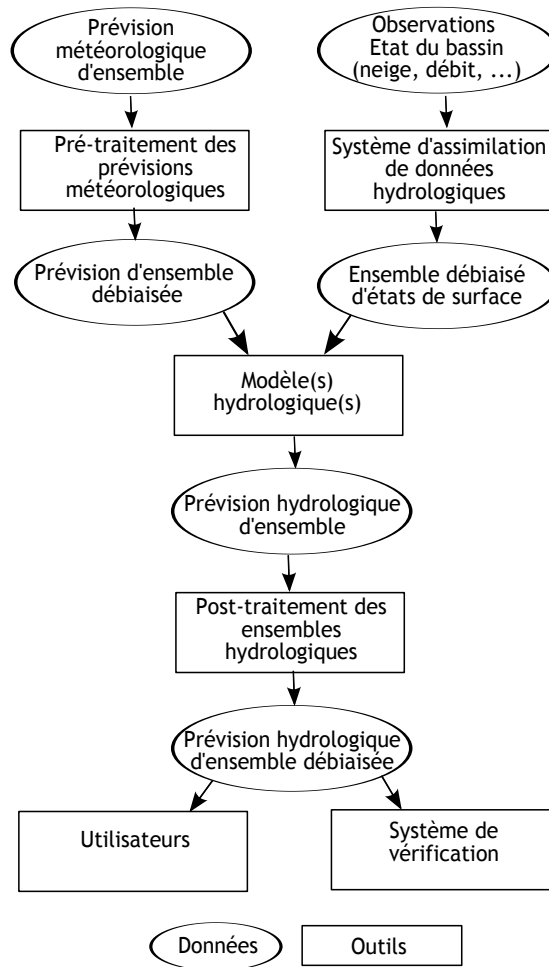 Prévision
météorologique
d'ensemble
Observations
Etat du bassin
(neige, débit, ...)
Pré-traitement des
prévisions
météorologiques
Système d'assimilation
de données
hydrologiques
Prévision d'ensemble
débiaisée
Ensemble débiaisé
d'états de surface
Modèle(s)
hydrologique(s)
Prévision hydrologique
d'ensemble
Post-traitement des
ensembles
hydrologiques
Prévision hydrologique
d'ensemble débiaisée
Utilisateurs
Système de
vérification
Données
Outils